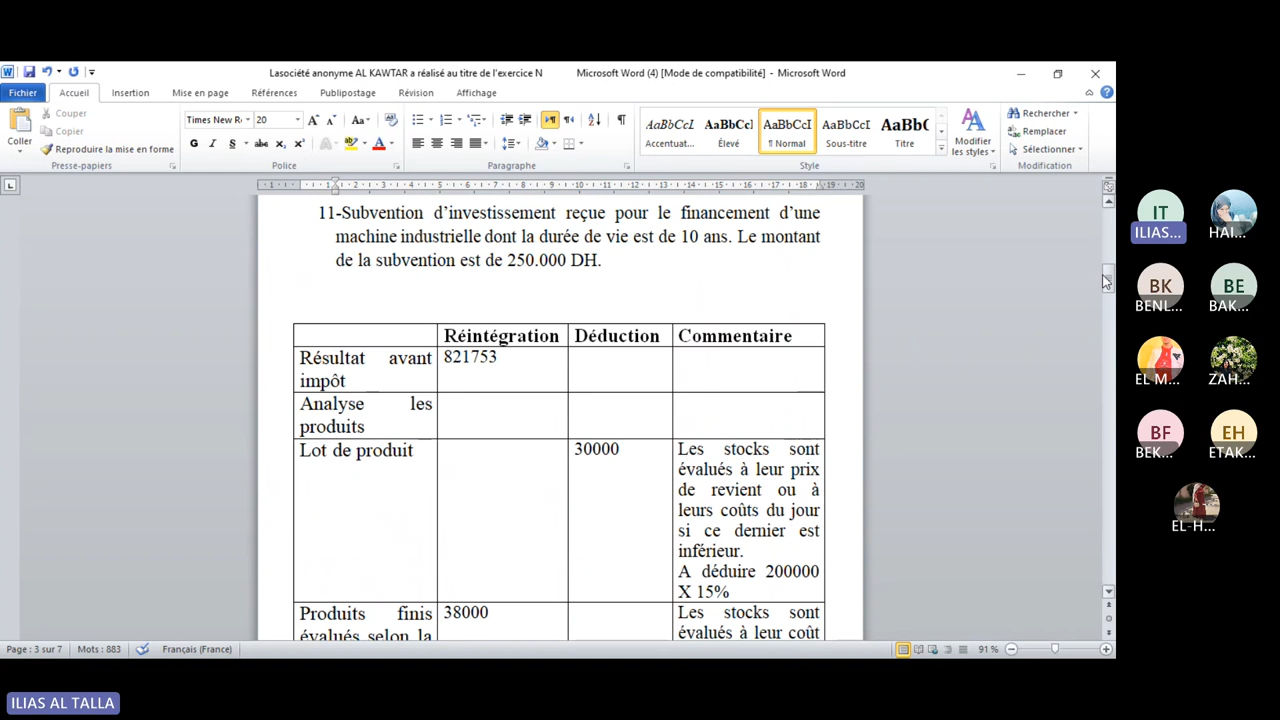 Lasociété anonyme AL KAWTAR a réalisé au titre de l'exercice N Microsoft Word (4) [Mode de compatibilité] - Microsoft Word
Fichier Accueil Insertion Mise en page Références Publipostage Révision Affichage
Couper
Copier
Reproduire la mise en forme
Coller
Presse-papiers
Times New R 20
G I S abc x₂ x² A
Police
Paragraphe
AaBbCcL AaBbCc AaBbCcI AaBbCcI AaBb(
Accentuat... Élevé ¶ Normal Sous-titre Titre
Modifier les styles
Style
Rechercher
Remplacer
Sélectionner
Modification
11-Subvention d'investissement reçue pour le financement d'une
machine industrielle dont la durée de vie est de 10 ans. Le montant
de la subvention est de 250.000 DH.
Réintégration Déduction Commentaire
Résultat avant 821753
impôt
Analyse les
produits
Lot de produit 30000 Les stocks sont
évalués à leur prix
de revient ou à
leurs coûts du jour
si ce dernier est
inférieur.
A déduire 200000
X 15%
Produits finis 38000 Les stocks sont
évalués selon la évalués à leur coût
Page : 3 sur 7 Mots : 883 Français (France) 91 %
IT
ILIAS...
HAI...
BK
BENL...
BE
BAK...
EL M...
ZAH...
BF
BEK...
EH
ETAK...
EL-H...
ILIAS AL TALLA